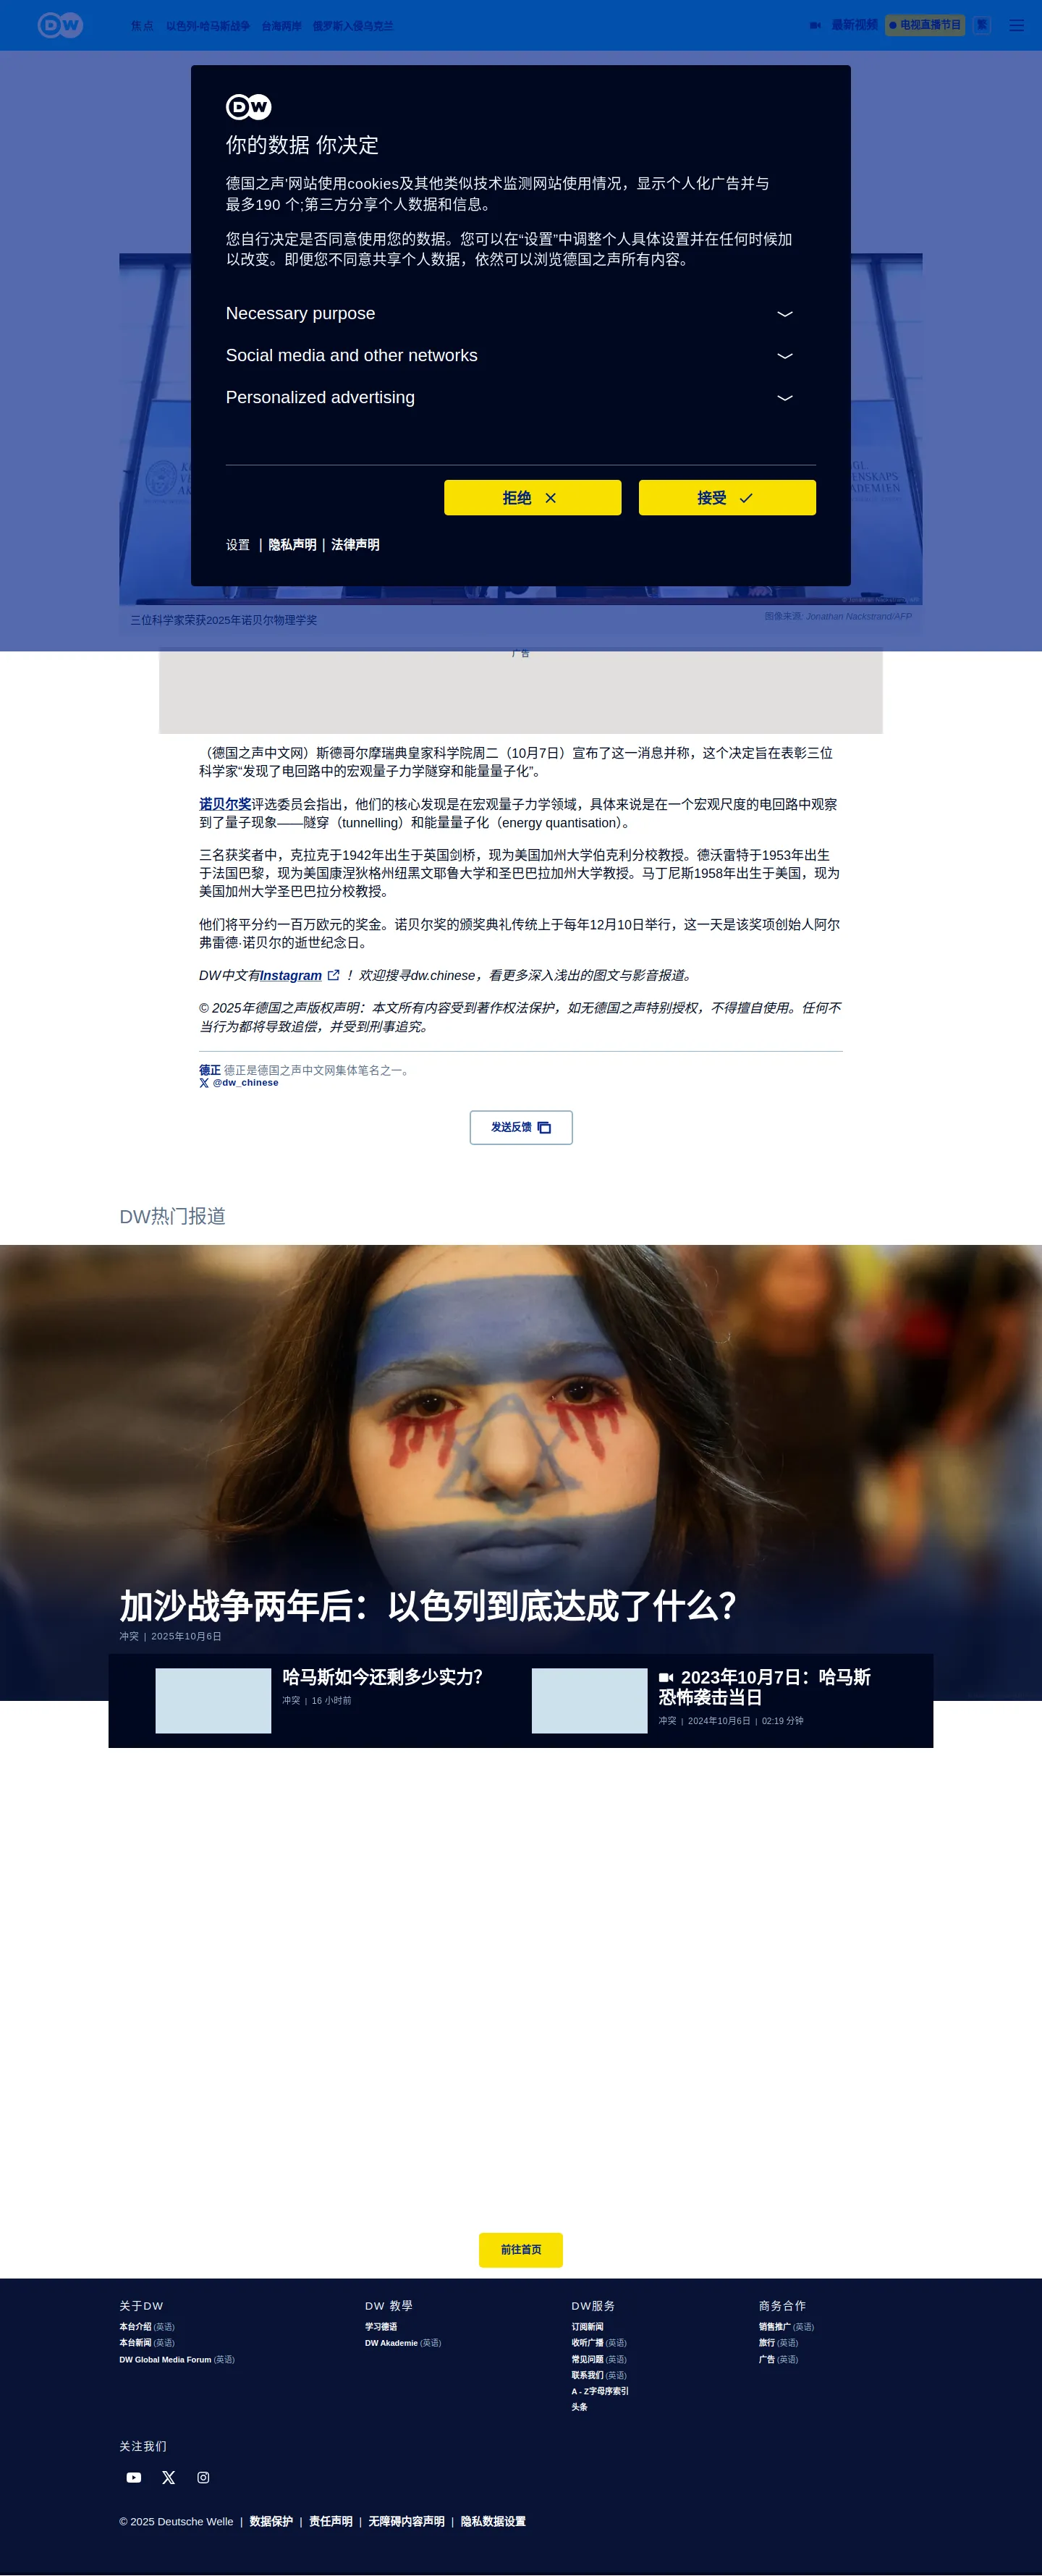 DW
焦点 以色列-哈马斯战争 台海两岸 俄罗斯入侵乌克兰
最新视频 电视直播节目 繁
DW
你的数据 你决定
德国之声'网站使用cookies及其他类似技术监测网站使用情况，显示个人化广告并与
最多190 个;第三方分享个人数据和信息。
您自行决定是否同意使用您的数据。您可以在“设置”中调整个人具体设置并在任何时候加
以改变。即便您不同意共享个人数据，依然可以浏览德国之声所有内容。
Necessary purpose
Social media and other networks
Personalized advertising
拒绝
接受
设置 | 隐私声明 | 法律声明
三位科学家荣获2025年诺贝尔物理学奖
图像来源: Jonathan Nackstrand/AFP
广告
（德国之声中文网）斯德哥尔摩瑞典皇家科学院周二（10月7日）宣布了这一消息并称，这个决定旨在表彰三位
科学家“发现了电回路中的宏观量子力学隧穿和能量量子化”。
诺贝尔奖评选委员会指出，他们的核心发现是在宏观量子力学领域，具体来说是在一个宏观尺度的电回路中观察
到了量子现象——隧穿（tunnelling）和能量量子化（energy quantisation）。
三名获奖者中，克拉克于1942年出生于英国剑桥，现为美国加州大学伯克利分校教授。德沃雷特于1953年出生
于法国巴黎，现为美国康涅狄格州纽黑文耶鲁大学和圣巴巴拉加州大学教授。马丁尼斯1958年出生于美国，现为
美国加州大学圣巴巴拉分校教授。
他们将平分约一百万欧元的奖金。诺贝尔奖的颁奖典礼传统上于每年12月10日举行，这一天是该奖项创始人阿尔
弗雷德·诺贝尔的逝世纪念日。
DW中文有Instagram ！欢迎搜寻dw.chinese，看更多深入浅出的图文与影音报道。
© 2025年德国之声版权声明：本文所有内容受到著作权法保护，如无德国之声特别授权，不得擅自使用。任何不
当行为都将导致追偿，并受到刑事追究。
德正 德正是德国之声中文网集体笔名之一。
@dw_chinese
发送反馈
DW热门报道
加沙战争两年后：以色列到底达成了什么？
冲突 | 2025年10月6日
哈马斯如今还剩多少实力？
冲突 | 16 小时前
2023年10月7日：哈马斯
恐怖袭击当日
冲突 | 2024年10月6日 | 02:19 分钟
前往首页
关于DW
本台介绍 (英语)
本台新闻 (英语)
DW Global Media Forum (英语)
DW 教學
学习德语
DW Akademie (英语)
DW服务
订阅新闻
收听广播 (英语)
常见问题 (英语)
联系我们 (英语)
A - Z字母序索引
头条
商务合作
销售推广 (英语)
旅行 (英语)
广告 (英语)
关注我们
© 2025 Deutsche Welle | 数据保护 | 责任声明 | 无障碍内容声明 | 隐私数据设置